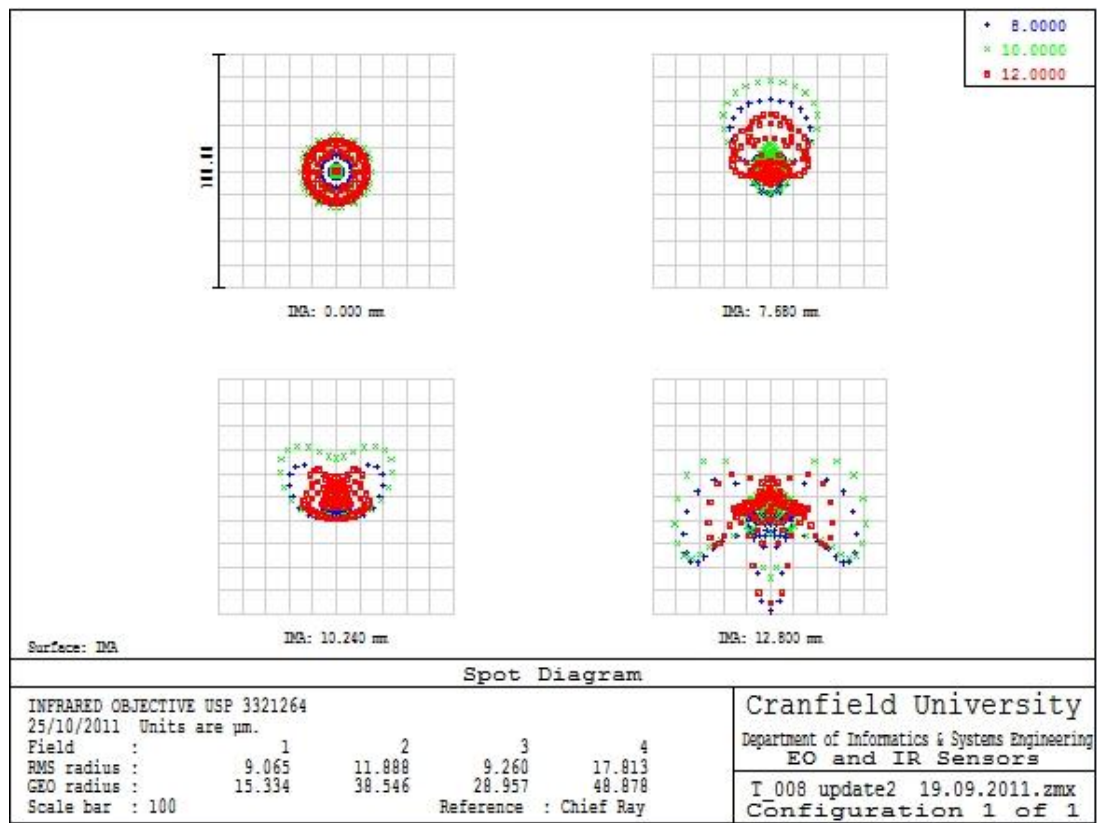 + 8.0000
× 10.0000
¤ 12.0000
IMA: 0.000 mm
IMA: 7.680 mm
IMA: 10.240 mm
IMA: 12.800 mm
Surface: IMA
Spot Diagram
INFRARED OBJECTIVE USP 3321264
25/10/2011 Units are µm.
Field : 1 2 3 4
RMS radius : 9.065 11.888 9.260 17.813
GEO radius : 15.334 38.546 28.957 48.878
Scale bar : 100 Reference : Chief Ray
Cranfield University
Department of Informatics & Systems Engineering
EO and IR Sensors
T_008 update2 19.09.2011.zmx
Configuration 1 of 1